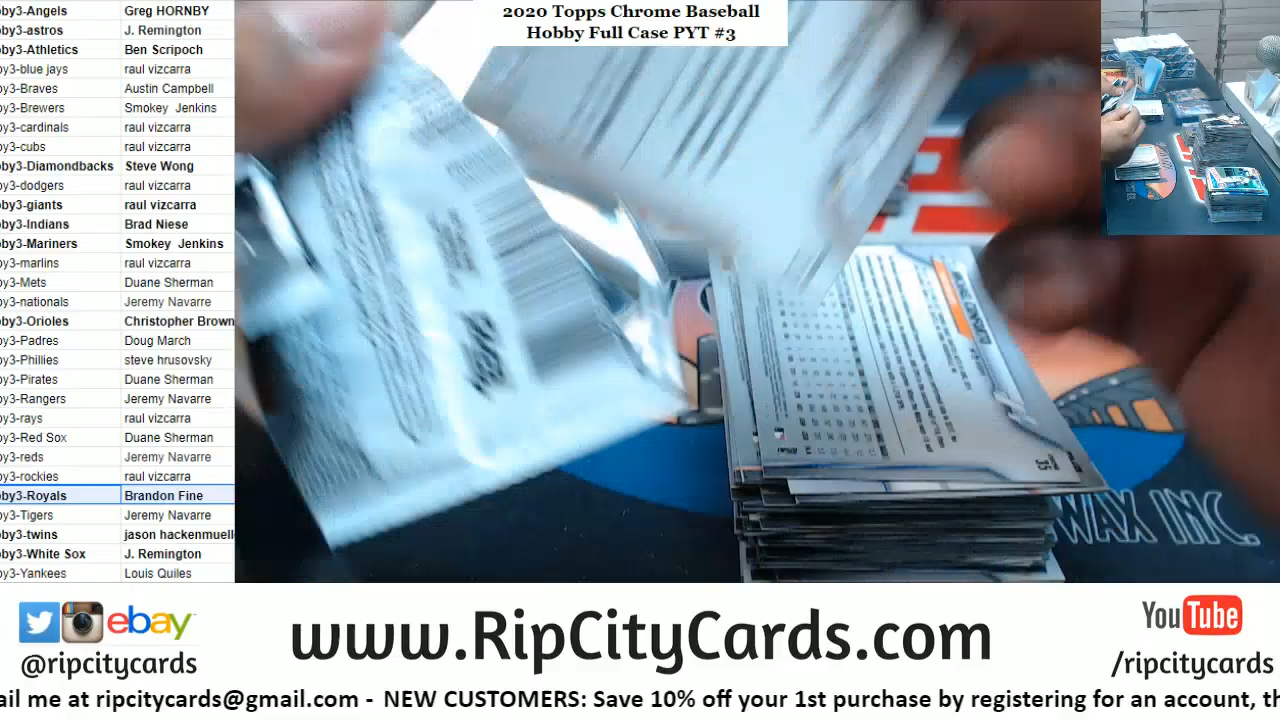 by3-Angels Greg HORNBY
by3-astros J. Remington
by3-Athletics Ben Scripoch
by3-blue jays raul vizcarra
by3-Braves Austin Campbell
by3-Brewers Smokey Jenkins
by3-cardinals raul vizcarra
by3-cubs raul vizcarra
by3-Diamondbacks Steve Wong
by3-dodgers raul vizcarra
by3-giants raul vizcarra
by3-Indians Brad Niese
by3-Mariners Smokey Jenkins
by3-marlins raul vizcarra
by3-Mets Duane Sherman
by3-nationals Jeremy Navarre
by3-Orioles Christopher Brown
by3-Padres Doug March
by3-Phillies steve hrusovsky
by3-Pirates Duane Sherman
by3-Rangers Jeremy Navarre
by3-rays raul vizcarra
by3-Red Sox Duane Sherman
by3-reds Jeremy Navarre
by3-rockies raul vizcarra
by3-Royals Brandon Fine
by3-Tigers Jeremy Navarre
by3-twins jason hackenmuell
by3-White Sox J. Remington
by3-Yankees Louis Quiles
2020 Topps Chrome Baseball
Hobby Full Case PYT #3
WAX INC.
ebay
@ripcitycards
www.RipCityCards.com
YouTube
/ripcitycards
ail me at ripcitycards@gmail.com - NEW CUSTOMERS: Save 10% off your 1st purchase by registering for an account, th